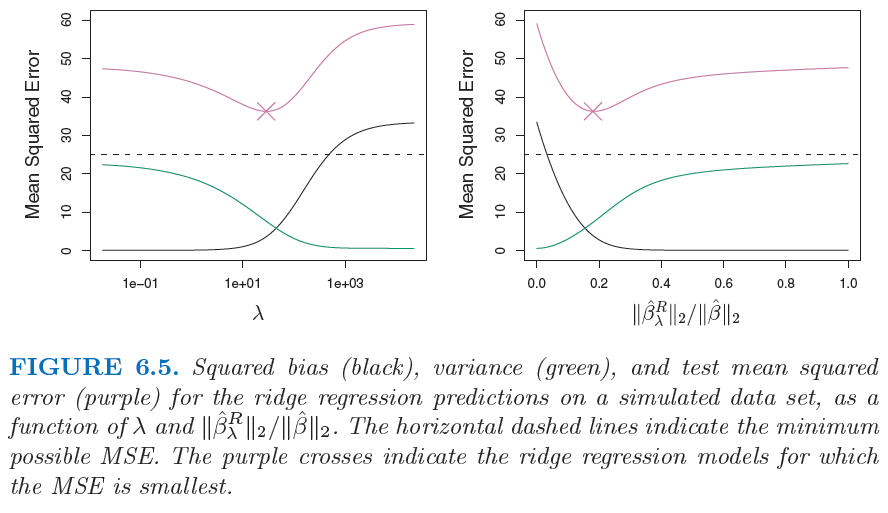 Mean Squared Error
0 10 20 30 40 50 60
1e−01 1e+01 1e+03
λ
Mean Squared Error
0 10 20 30 40 50 60
0.0 0.2 0.4 0.6 0.8 1.0
‖β̂^R_λ‖₂/‖β̂‖₂
FIGURE 6.5. Squared bias (black), variance (green), and test mean squared
error (purple) for the ridge regression predictions on a simulated data set, as a
function of λ and ‖β̂^R_λ‖₂/‖β̂‖₂. The horizontal dashed lines indicate the minimum
possible MSE. The purple crosses indicate the ridge regression models for which
the MSE is smallest.